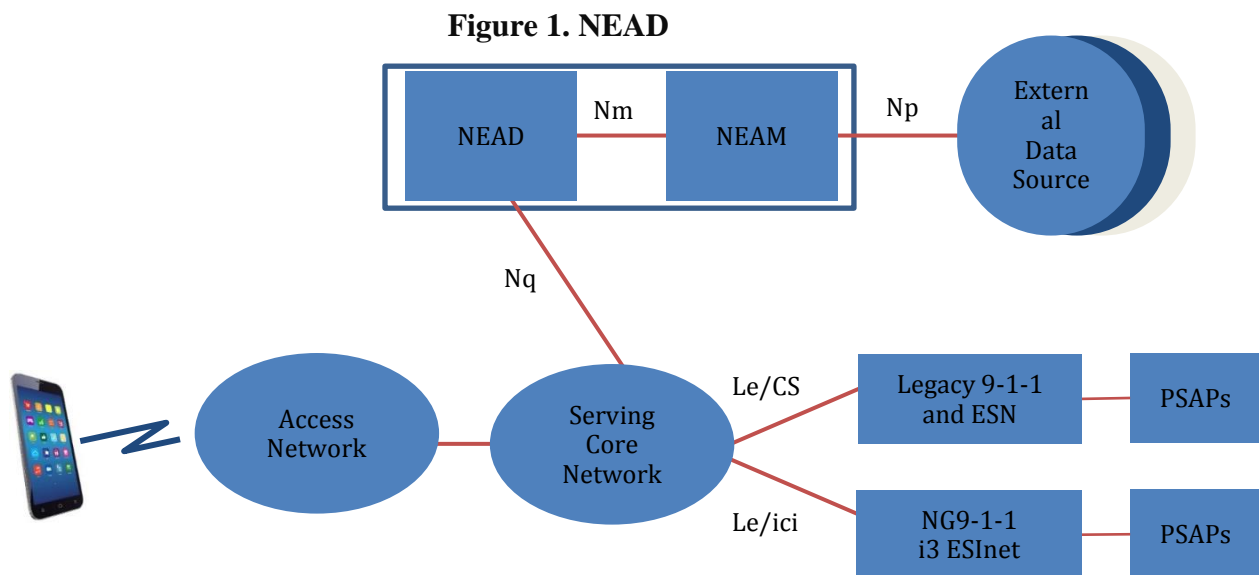 Figure 1. NEAD
NEAD
Nm
NEAM
Np
Extern
al
Data
Source
Nq
Access
Network
Serving
Core
Network
Le/CS
Legacy 9-1-1
and ESN
PSAPs
Le/ici
NG9-1-1
i3 ESInet
PSAPs